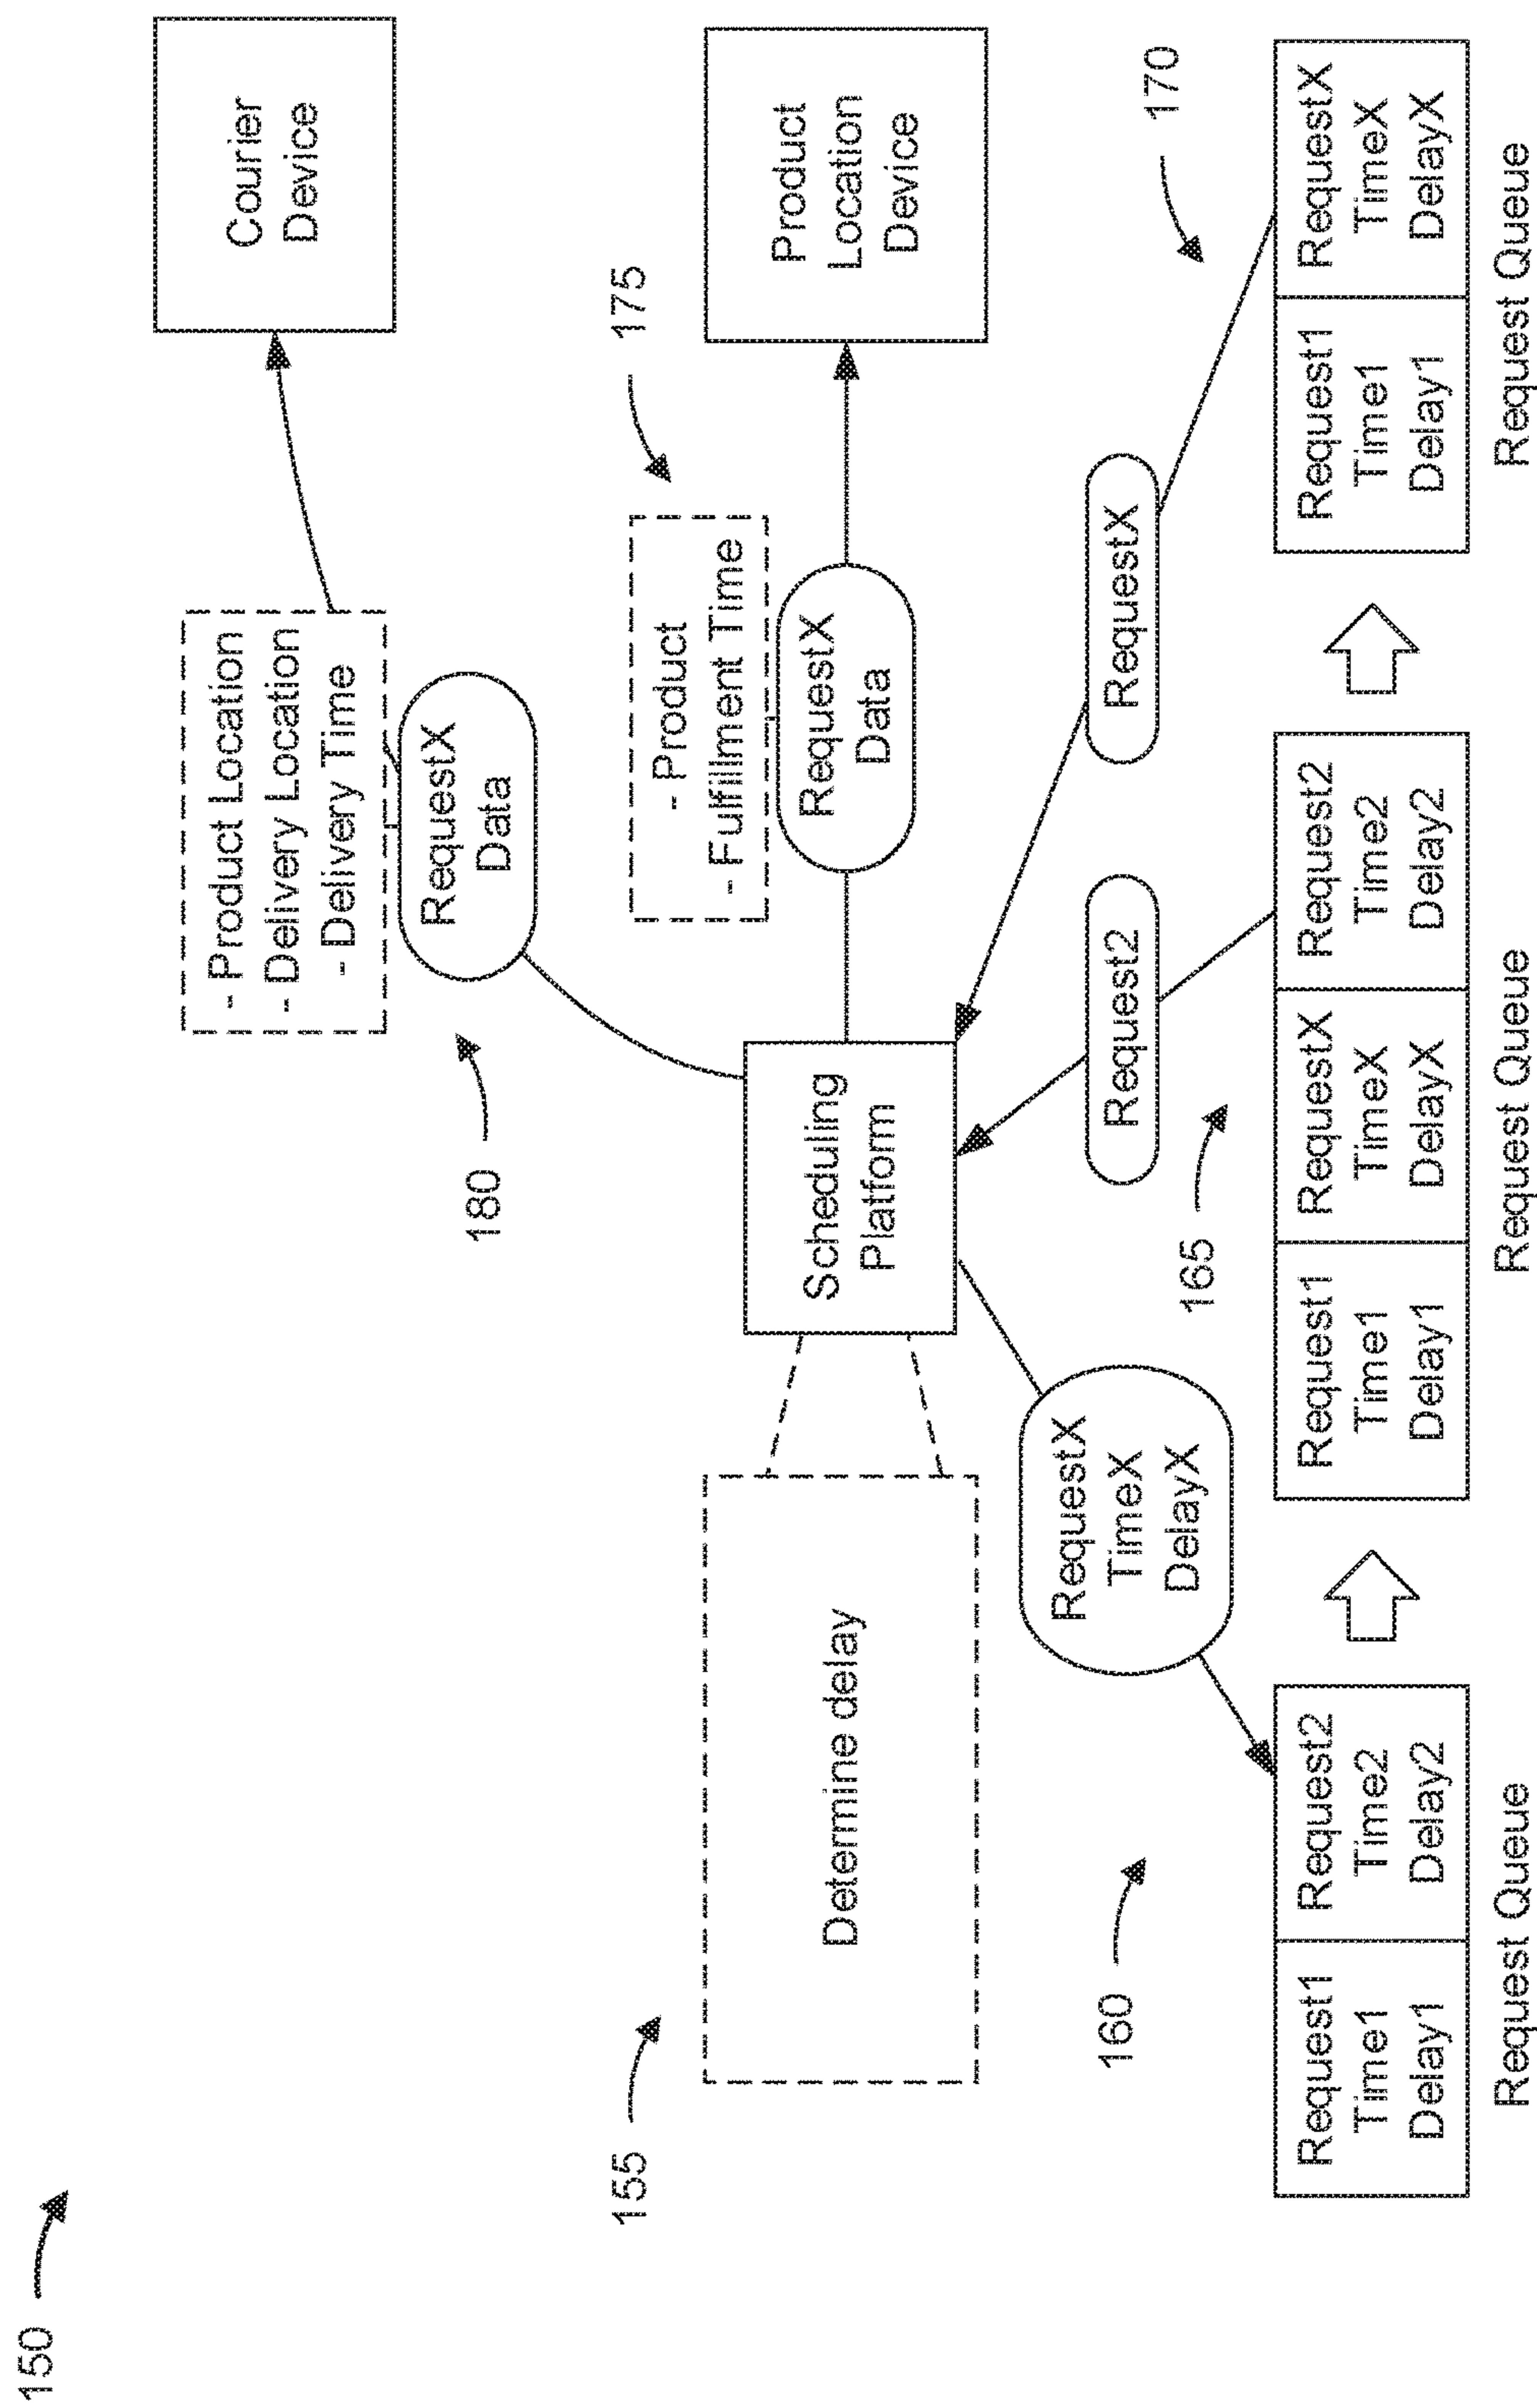 150
155
Determine delay
160
RequestX
TimeX
DelayX
Scheduling
Platform
180
- Product Location
- Delivery Location
- Delivery Time
RequestX
Data
Courier
Device
175
- Product
- Fulfillment Time
RequestX
Data
Product
Location
Device
165
Request2
RequestX
170
Request1
Time1
Delay1
Request2
Time2
Delay2
Request Queue
Request1
Time1
Delay1
RequestX
TimeX
DelayX
Request2
Time2
Delay2
Request Queue
Request1
Time1
Delay1
RequestX
TimeX
DelayX
Request Queue